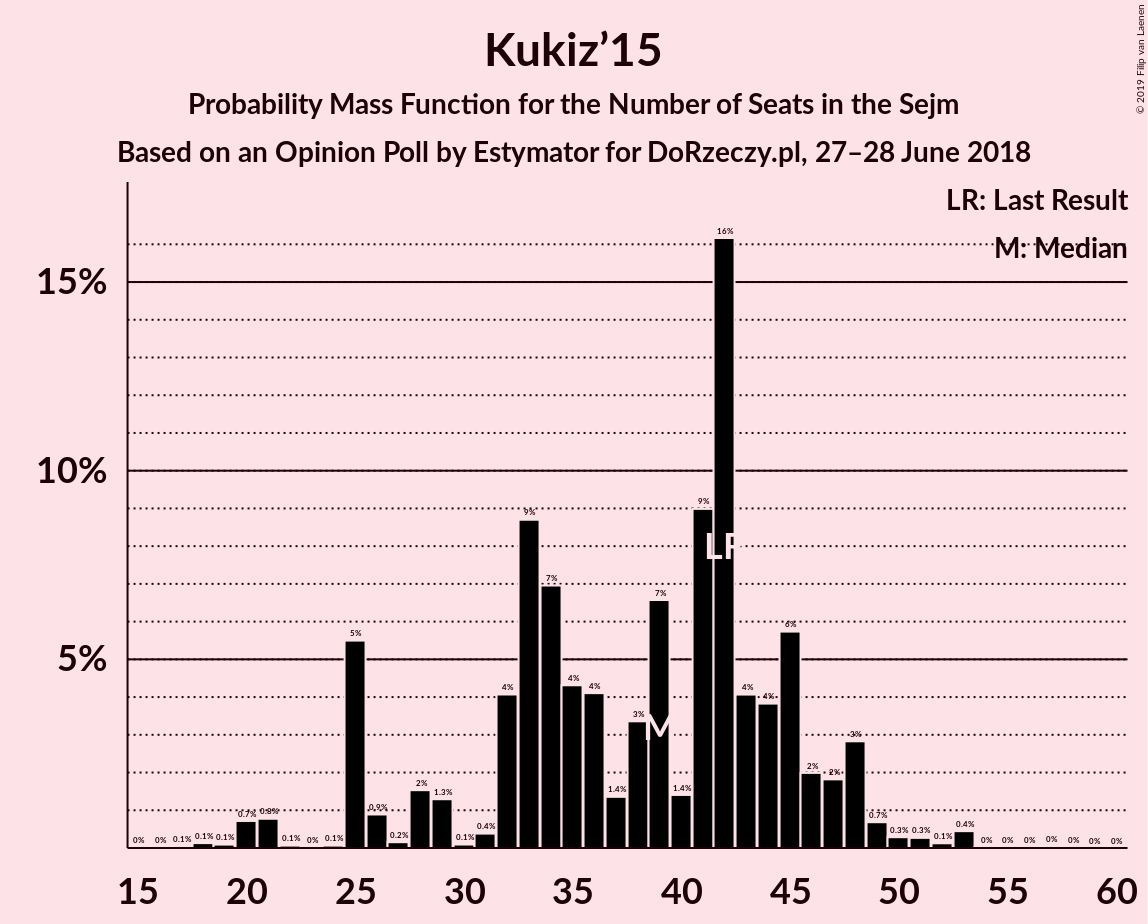 Kukiz’15
Probability Mass Function for the Number of Seats in the Sejm
Based on an Opinion Poll by Estymator for DoRzeczy.pl, 27–28 June 2018
© 2019 Filip van Laenen
LR: Last Result
M: Median
15%
10%
5%
0% 0% 0.1% 0.1% 0.1% 0.7% 0.8% 0.1% 0% 0.1% 5% 0.9% 0.2% 2% 1.3% 0.1% 0.4% 4% 9% 7% 4% 4% 1.4% 3% 7% 1.4% 9% 16% 4% 4% 6% 2% 2% 3% 0.7% 0.3% 0.3% 0.1% 0.4% 0% 0% 0% 0% 0% 0% 0%
LR
M
15 20 25 30 35 40 45 50 55 60